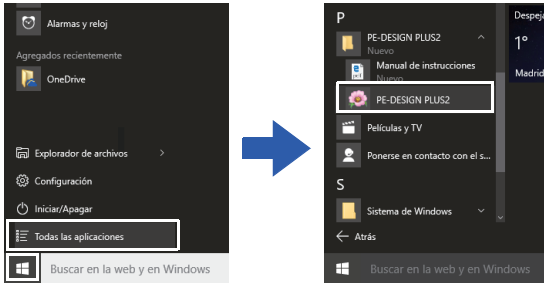 Alarmas y reloj
Agregados recientemente
OneDrive
Explorador de archivos
Configuración
Iniciar/Apagar
Todas las aplicaciones
Buscar en la web y en Windows
P
PE-DESIGN PLUS2
Nuevo
Manual de instrucciones
Nuevo
PE-DESIGN PLUS2
Películas y TV
Ponerse en contacto con el s...
S
Sistema de Windows
Atrás
Buscar en la web y en Windows
Despeja
1°
Madrid